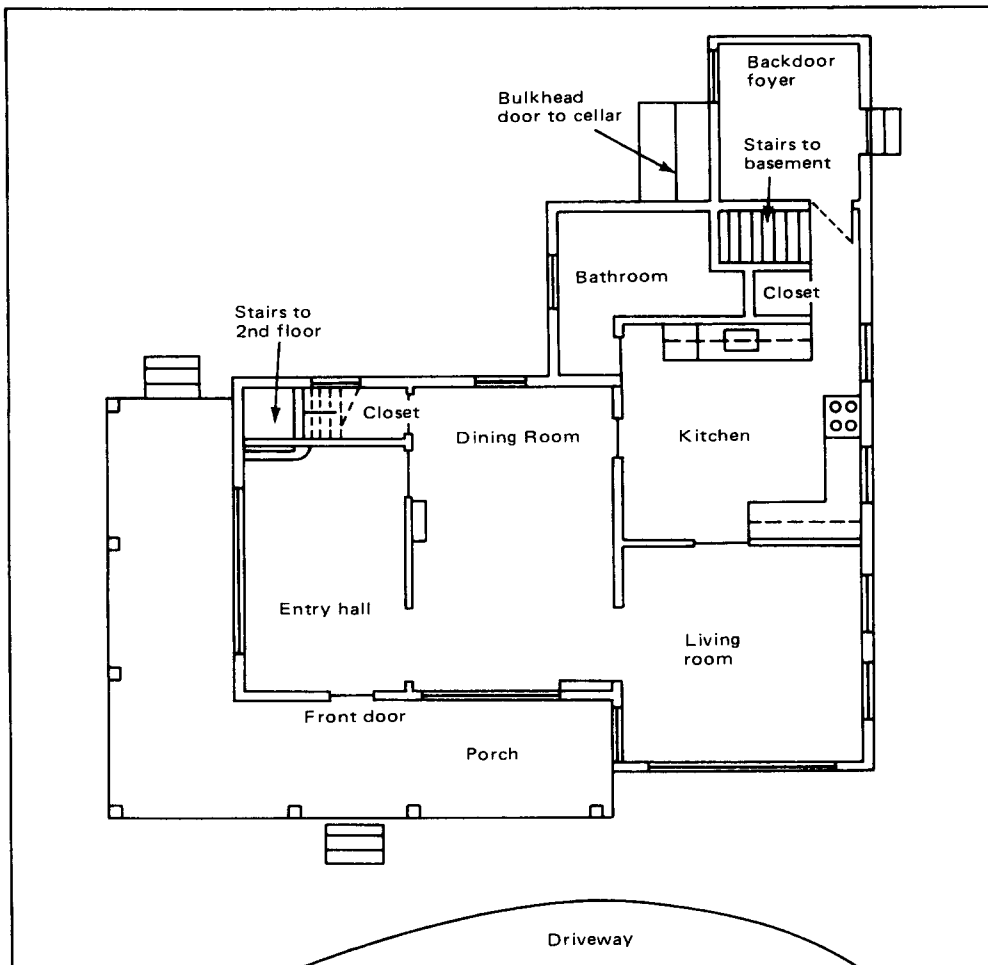 Backdoor
foyer
Bulkhead
door to cellar
Stairs to
basement
Bathroom
Closet
Stairs to
2nd floor
Closet
Dining Room
Kitchen
Entry hall
Living
room
Front door
Porch
Driveway